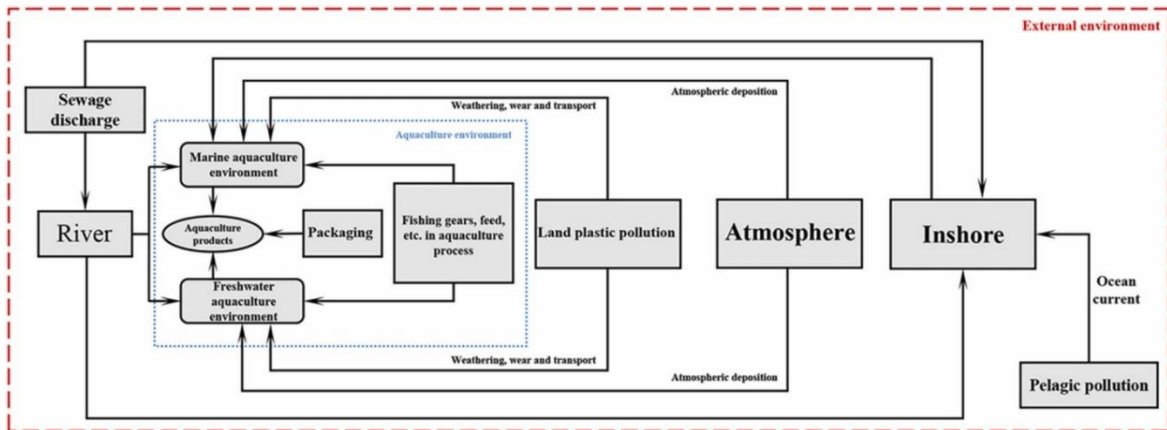 External environment
Sewage
discharge
Atmospheric deposition
Weathering, wear and transport
Aquaculture environment
Marine aquaculture
environment
River
Aquaculture
products
Packaging
Fishing gears, feed,
etc. in aquaculture
process
Land plastic pollution
Atmosphere
Inshore
Freshwater
aquaculture
environment
Ocean
current
Weathering, wear and transport
Atmospheric deposition
Pelagic pollution